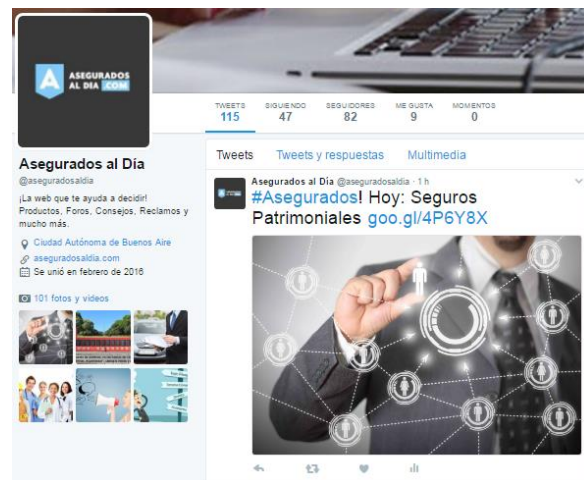 ASEGURADOS
AL DIA .COM
TWEETS
115
SIGUIENDO
47
SEGUIDORES
82
ME GUSTA
9
MOMENTOS
0
Asegurados al Día
@aseguradosaldia
¡La web que te ayuda a decidir!
Productos, Foros, Consejos, Reclamos y
mucho más.
Ciudad Autónoma de Buenos Aire
aseguradosaldia.com
Se unió en febrero de 2016
101 fotos y videos
Tweets Tweets y respuestas Multimedia
Asegurados al Día @aseguradosaldia · 1 h
#Asegurados! Hoy: Seguros
Patrimoniales goo.gl/4P6Y8X